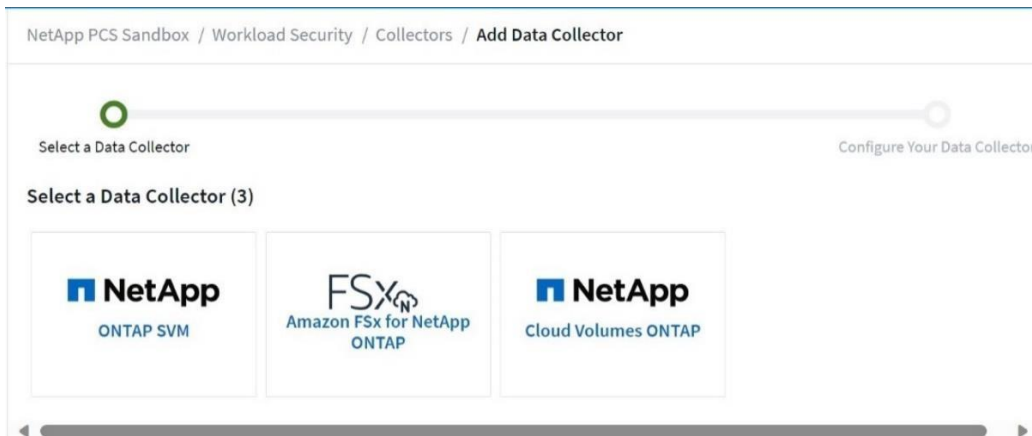 NetApp PCS Sandbox / Workload Security / Collectors / Add Data Collector
Select a Data Collector
Configure Your Data Collector
Select a Data Collector (3)
NetApp
ONTAP SVM
FSx N
Amazon FSx for NetApp
ONTAP
NetApp
Cloud Volumes ONTAP